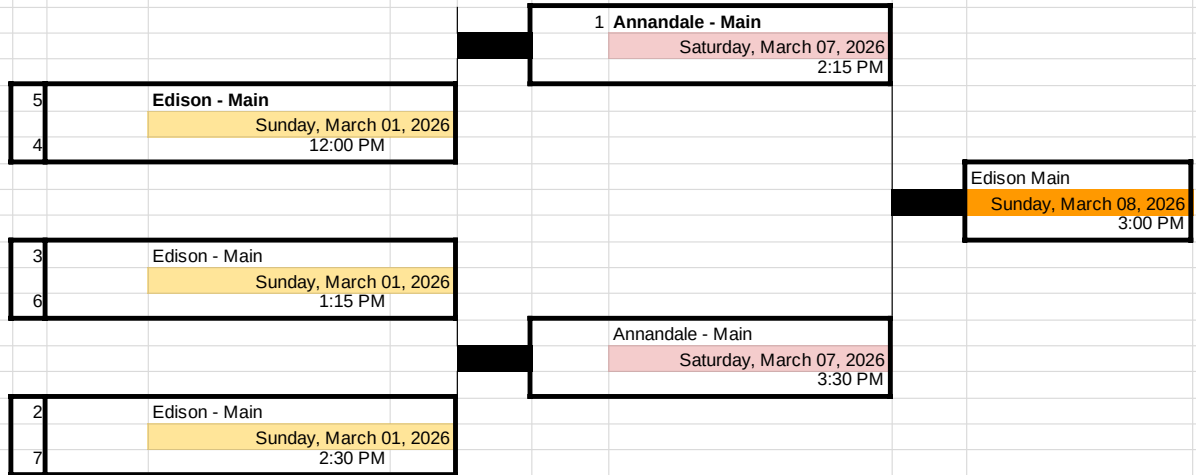 1 Annandale - Main
Saturday, March 07, 2026
2:15 PM
5 Edison - Main
Sunday, March 01, 2026
4 12:00 PM
Edison Main
Sunday, March 08, 2026
3:00 PM
3 Edison - Main
Sunday, March 01, 2026
6 1:15 PM
Annandale - Main
Saturday, March 07, 2026
3:30 PM
2 Edison - Main
Sunday, March 01, 2026
7 2:30 PM